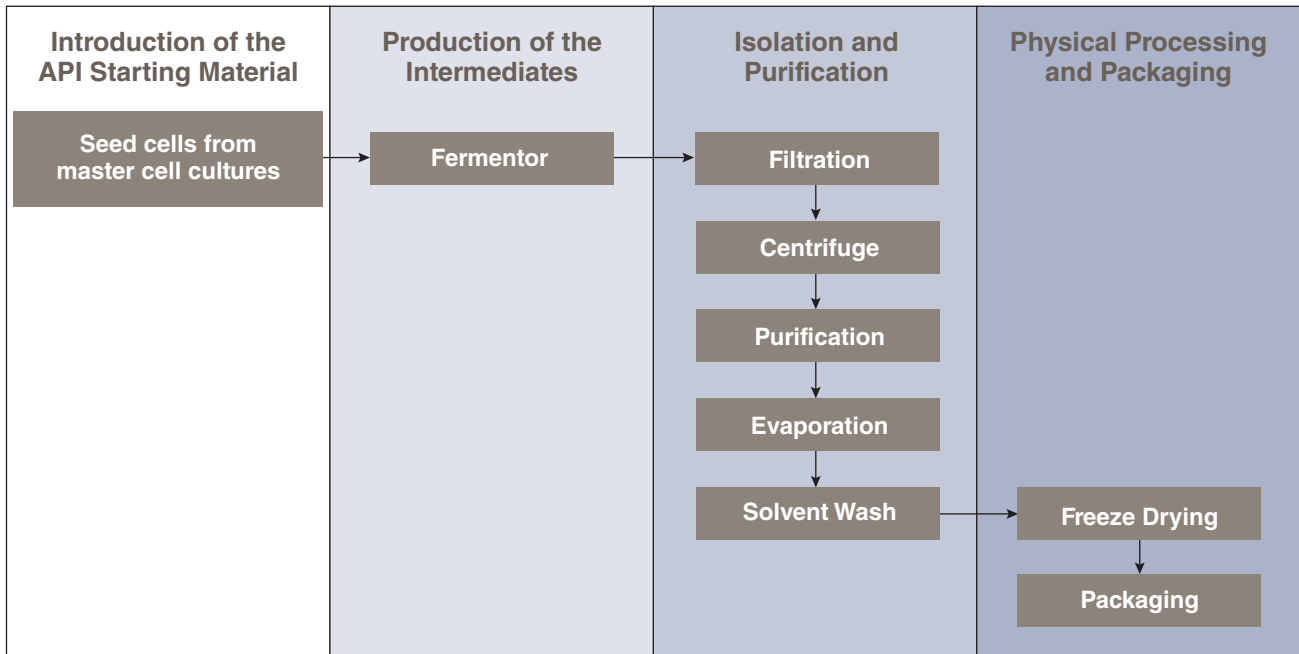 Introduction of the
API Starting Material
Production of the
Intermediates
Isolation and
Purification
Physical Processing
and Packaging
Seed cells from
master cell cultures
Fermentor
Filtration
Centrifuge
Purification
Evaporation
Solvent Wash
Freeze Drying
Packaging